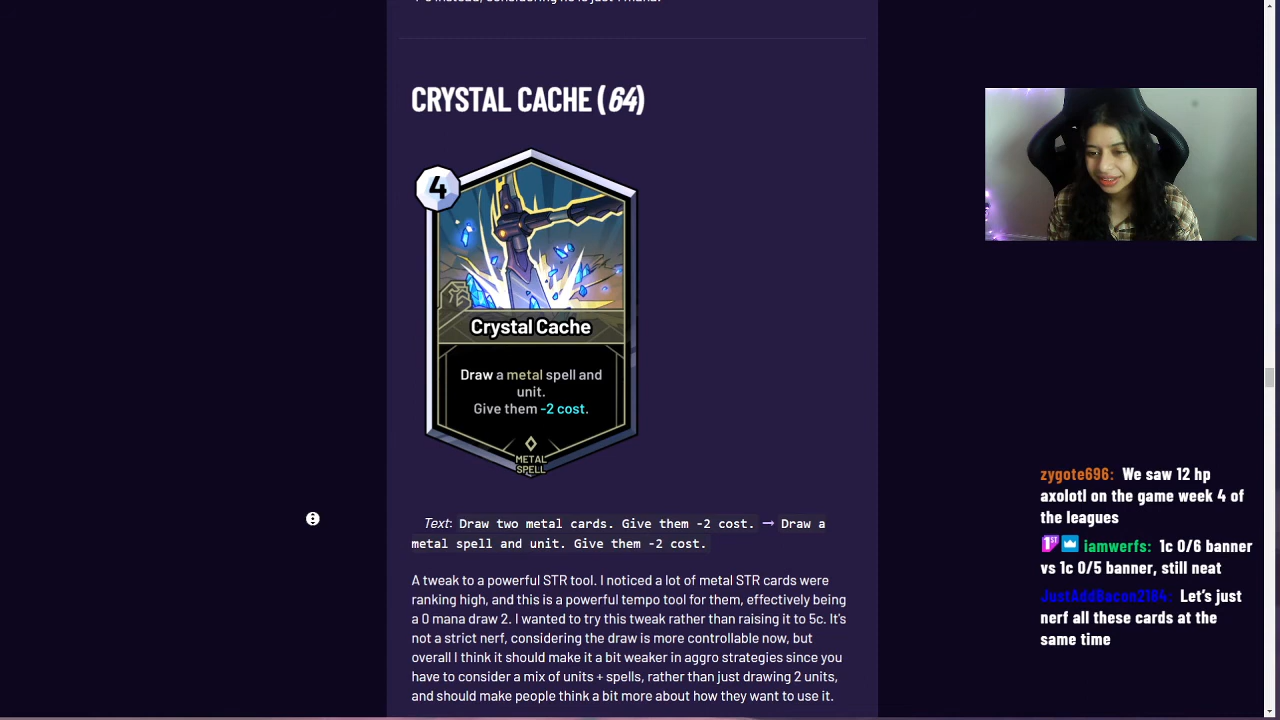 CRYSTAL CACHE (64)
4
Crystal Cache
Draw a metal spell and
unit.
Give them -2 cost.
METAL
SPELL
Text: Draw two metal cards. Give them -2 cost. → Draw a
metal spell and unit. Give them -2 cost.
A tweak to a powerful STR tool. I noticed a lot of metal STR cards were
ranking high, and this is a powerful tempo tool for them, effectively being
a 0 mana draw 2. I wanted to try this tweak rather than raising it to 5c. It's
not a strict nerf, considering the draw is more controllable now, but
overall I think it should make it a bit weaker in aggro strategies since you
have to consider a mix of units + spells, rather than just drawing 2 units,
and should make people think a bit more about how they want to use it.
zygote696: We saw 12 hp
axolotl on the game week 4 of
the leagues
1ST iamwerfs: 1c 0/6 banner
vs 1c 0/5 banner, still neat
JustAddBacon2184: Let's just
nerf all these cards at the
same time